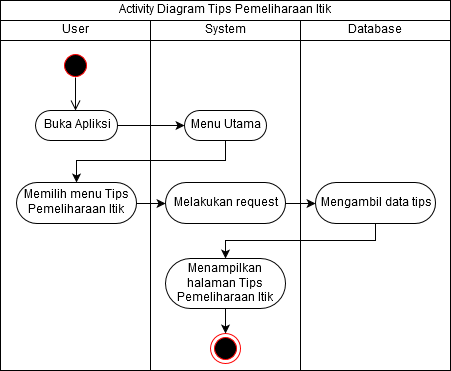 Activity Diagram Tips Pemeliharaan Itik
User
System
Database
Buka Apliksi
Menu Utama
Memilih menu Tips
Pemeliharaan Itik
Melakukan request
Mengambil data tips
Menampilkan
halaman Tips
Pemeliharaan Itik